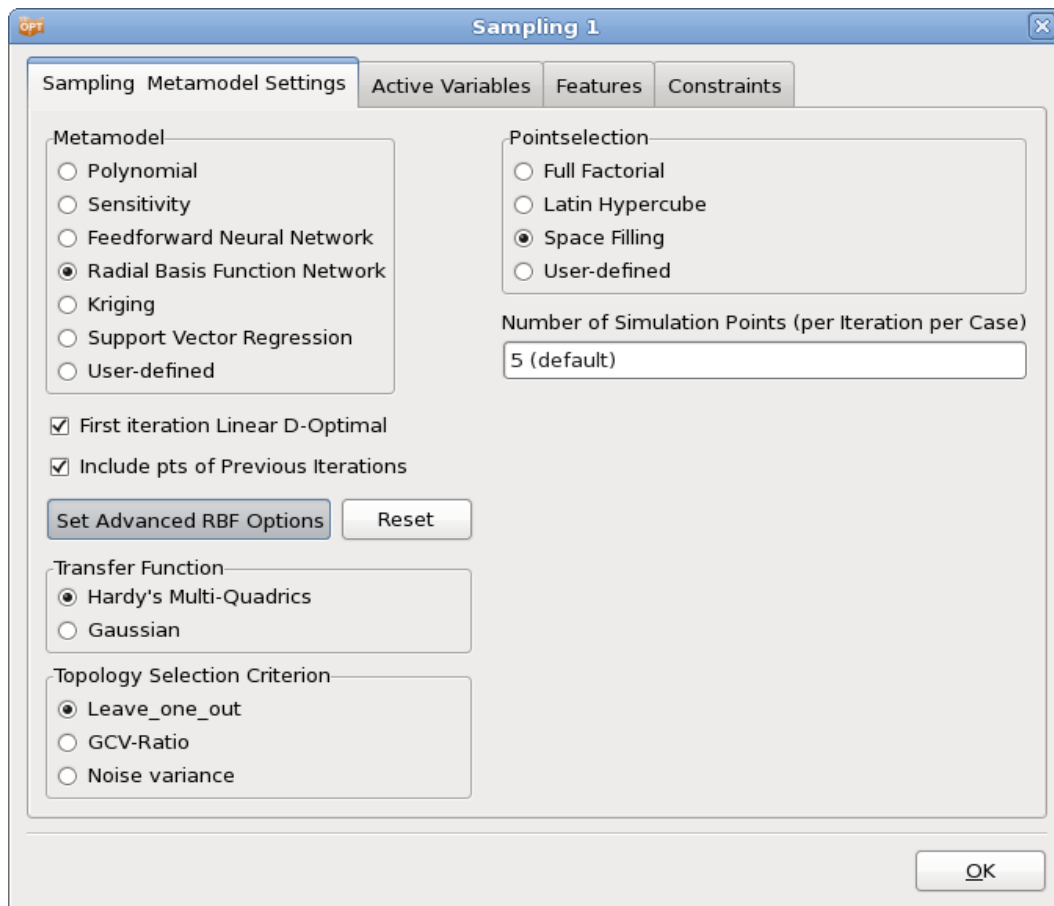 OPT
Sampling 1
Sampling  Metamodel Settings
Active Variables
Features
Constraints
Metamodel
Polynomial
Sensitivity
Feedforward Neural Network
Radial Basis Function Network
Kriging
Support Vector Regression
User-defined
First iteration Linear D-Optimal
Include pts of Previous Iterations
Set Advanced RBF Options
Reset
Transfer Function
Hardy's Multi-Quadrics
Gaussian
Topology Selection Criterion
Leave_one_out
GCV-Ratio
Noise variance
Pointselection
Full Factorial
Latin Hypercube
Space Filling
User-defined
Number of Simulation Points (per Iteration per Case)
5 (default)
OK